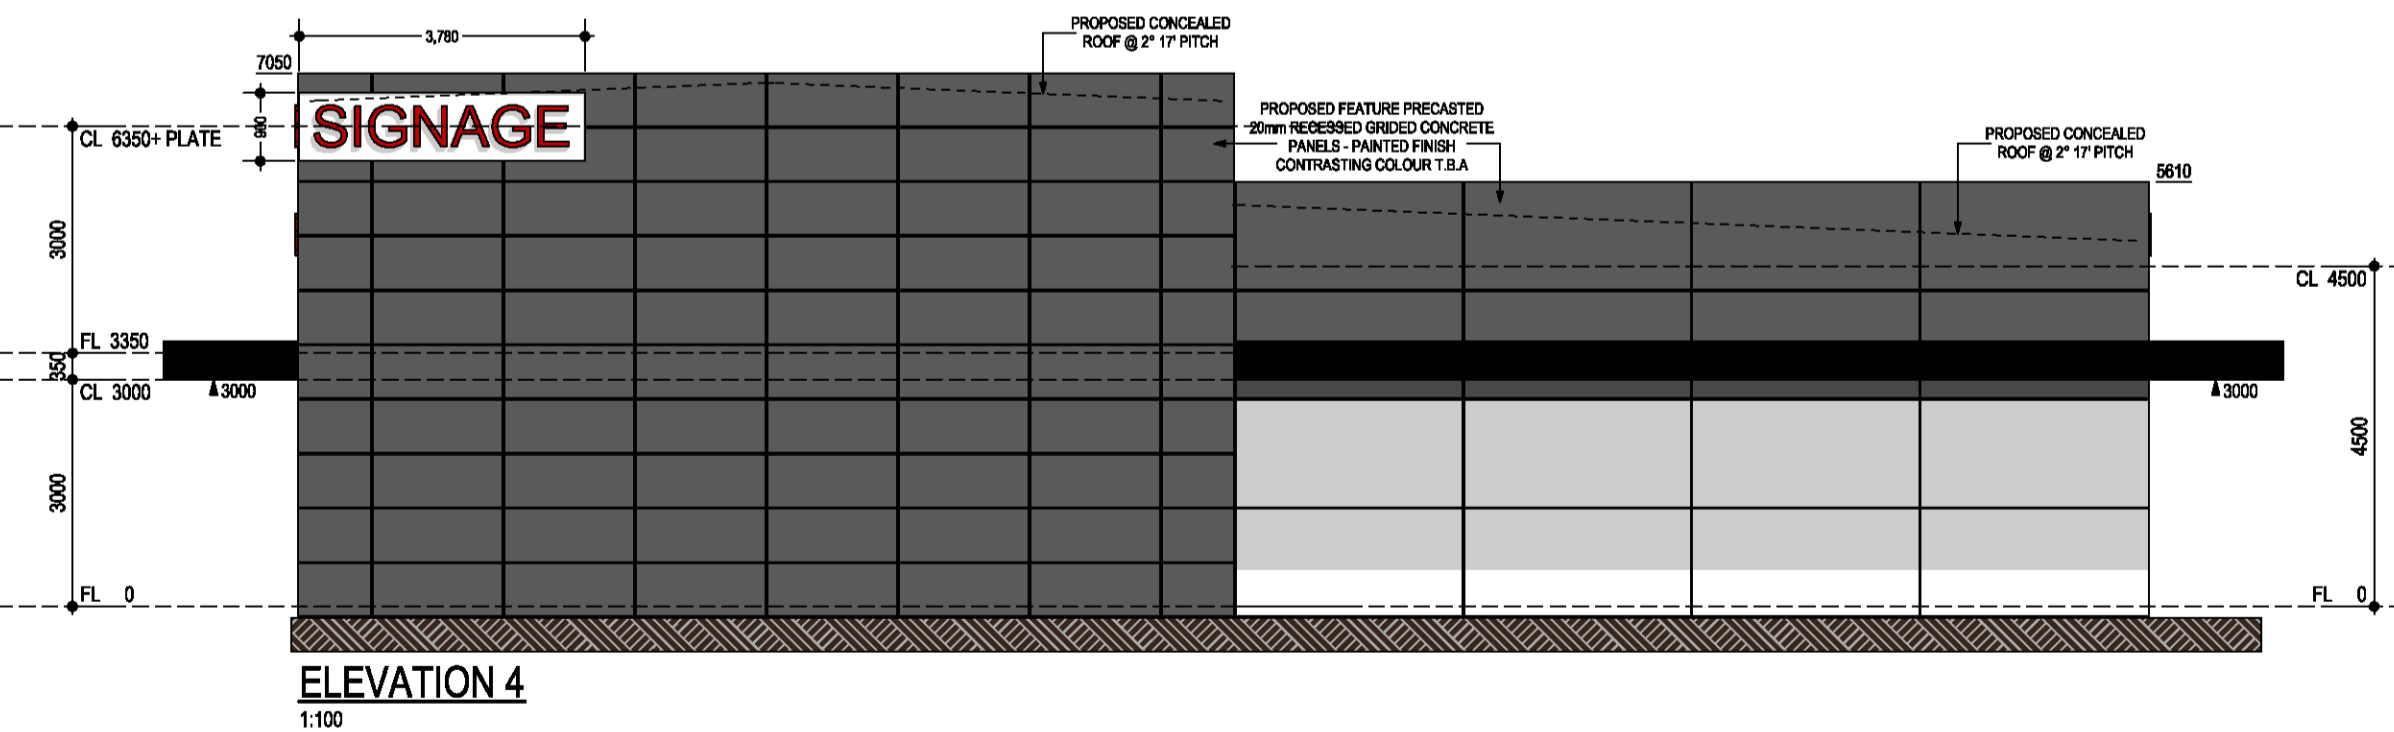 3,780
7050
PROPOSED CONCEALED
ROOF @ 2° 17' PITCH
SIGNAGE
900
CL 6350+ PLATE
PROPOSED FEATURE PRECASTED
20mm RECESSED GRIDED CONCRETE
PANELS - PAINTED FINISH
CONTRASTING COLOUR T.B.A
PROPOSED CONCEALED
ROOF @ 2° 17' PITCH
5610
3000
CL 4500
FL 3350
350
CL 3000
3000
3000
3000
4500
FL 0
FL 0
ELEVATION 4
1:100